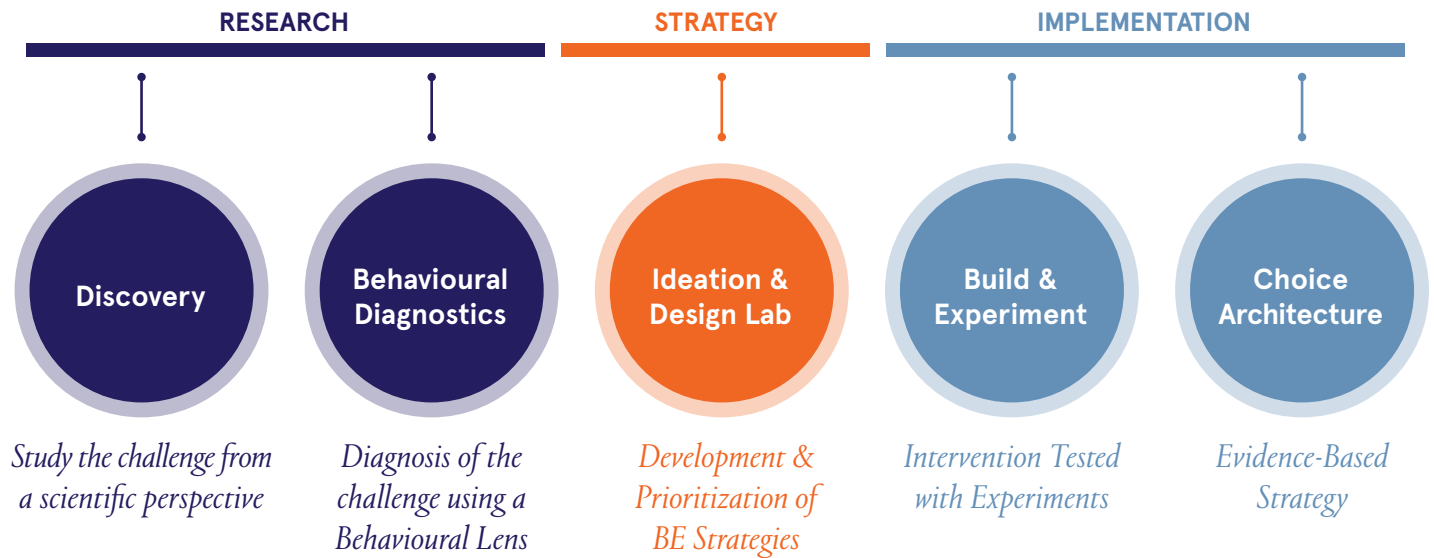 RESEARCH
STRATEGY
IMPLEMENTATION
Discovery
Behavioural
Diagnostics
Ideation &
Design Lab
Build &
Experiment
Choice
Architecture
Study the challenge from
a scientific perspective
Diagnosis of the
challenge using a
Behavioural Lens
Development &
Prioritization of
BE Strategies
Intervention Tested
with Experiments
Evidence-Based
Strategy